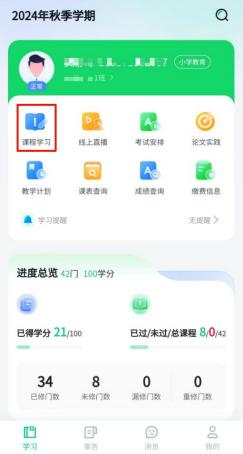 2024年秋季学期
7 小学教育
1班
正常
课程学习 线上直播 考试安排 论文实践
教学计划 课表查询 成绩查询 缴费信息
学习提醒 无提醒
进度总览 42门 100学分
已得学分 21/100 已过/未过/总课程 8/0/42
34 8 0 0
已修门数 未修门数 漏修门数 重修门数
学习 事务 消息 我的